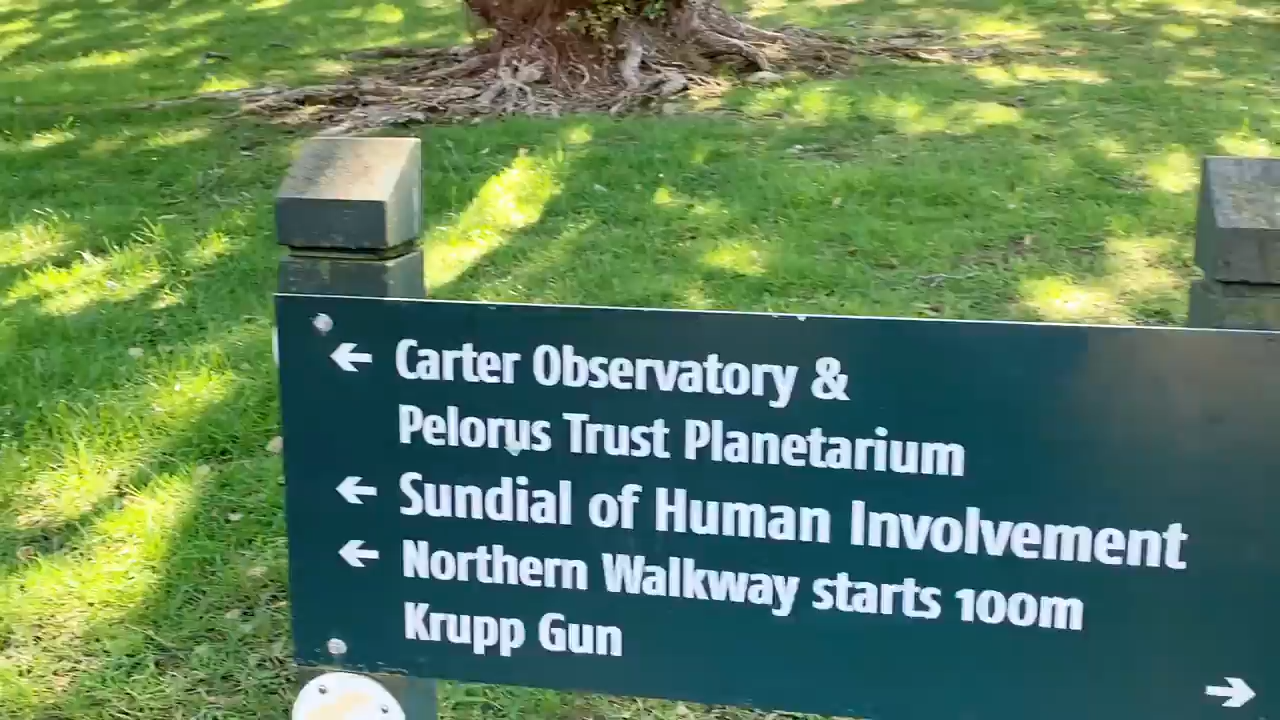 ← Carter Observatory &
Pelorus Trust Planetarium
← Sundial of Human Involvement
← Northern Walkway starts 100m
Krupp Gun →